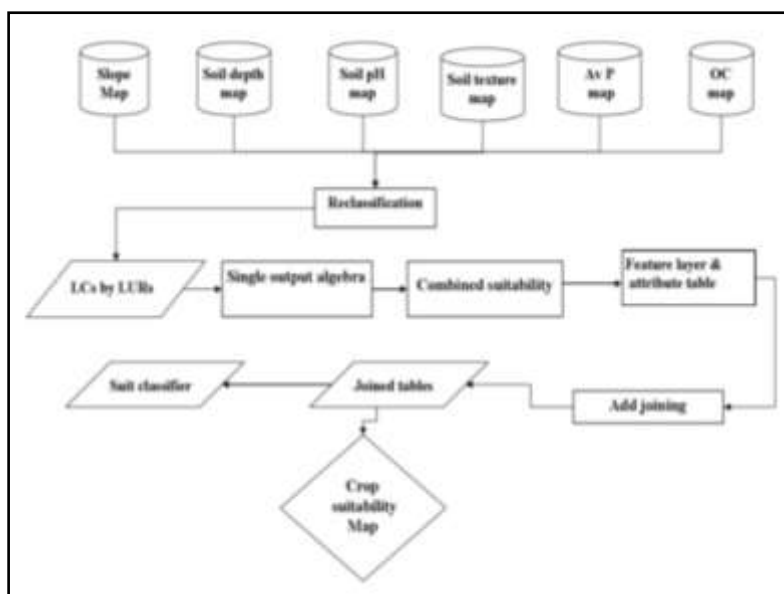 Slope
Map
Soil depth
map
Soil pH
map
Soil texture
map
Av P
map
OC
map
Reclassification
LCs by LURs
Single output algebra
Combined suitability
Feature layer &
attribute table
Suit classifier
Joined tables
Add joining
Crop
suitability
Map